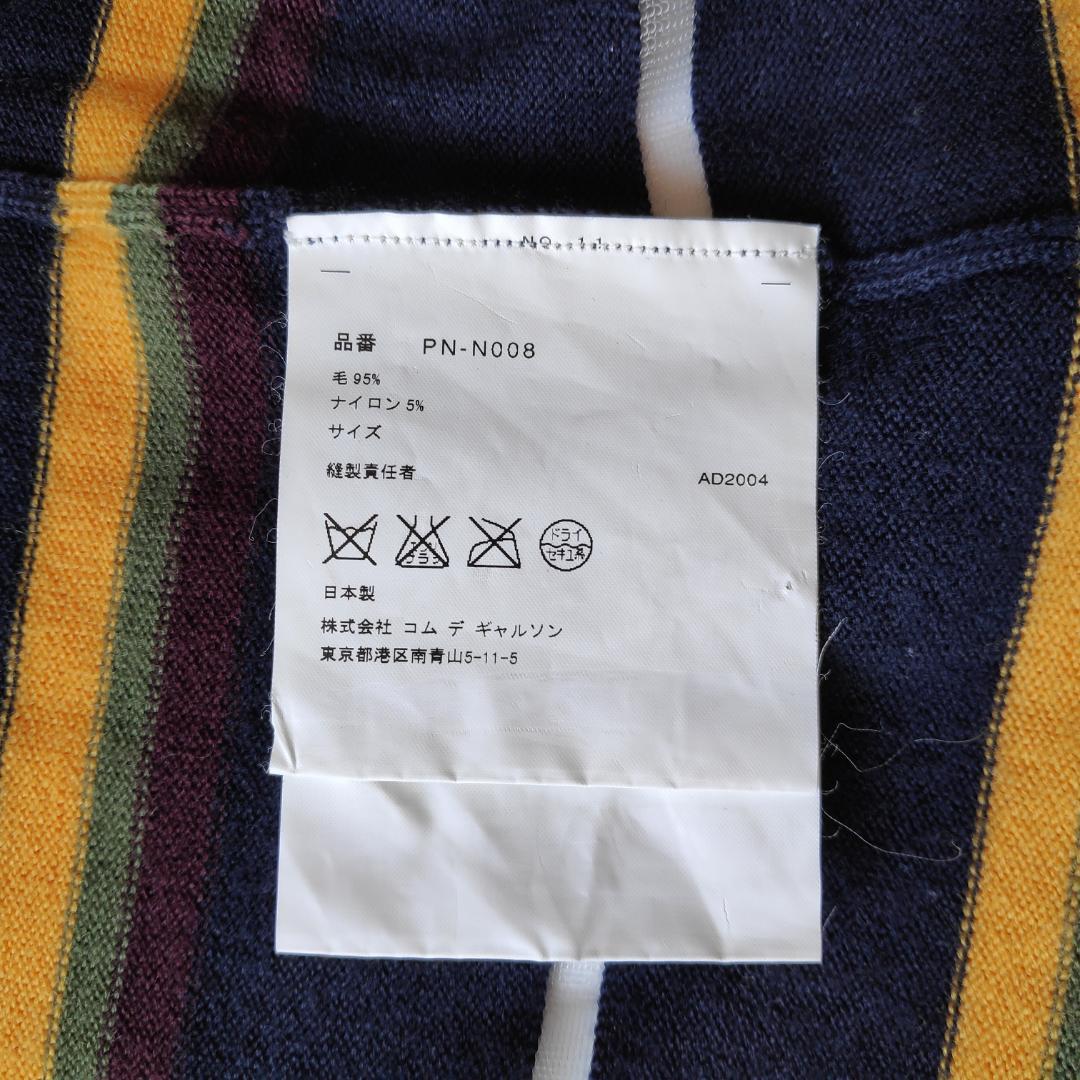 NO. 11
品番 PN-N008
毛 95%
ナイロン 5%
サイズ
縫製責任者 AD2004
ドライ
セキユ系
日本製
株式会社 コム デ ギャルソン
東京都港区南青山5-11-5